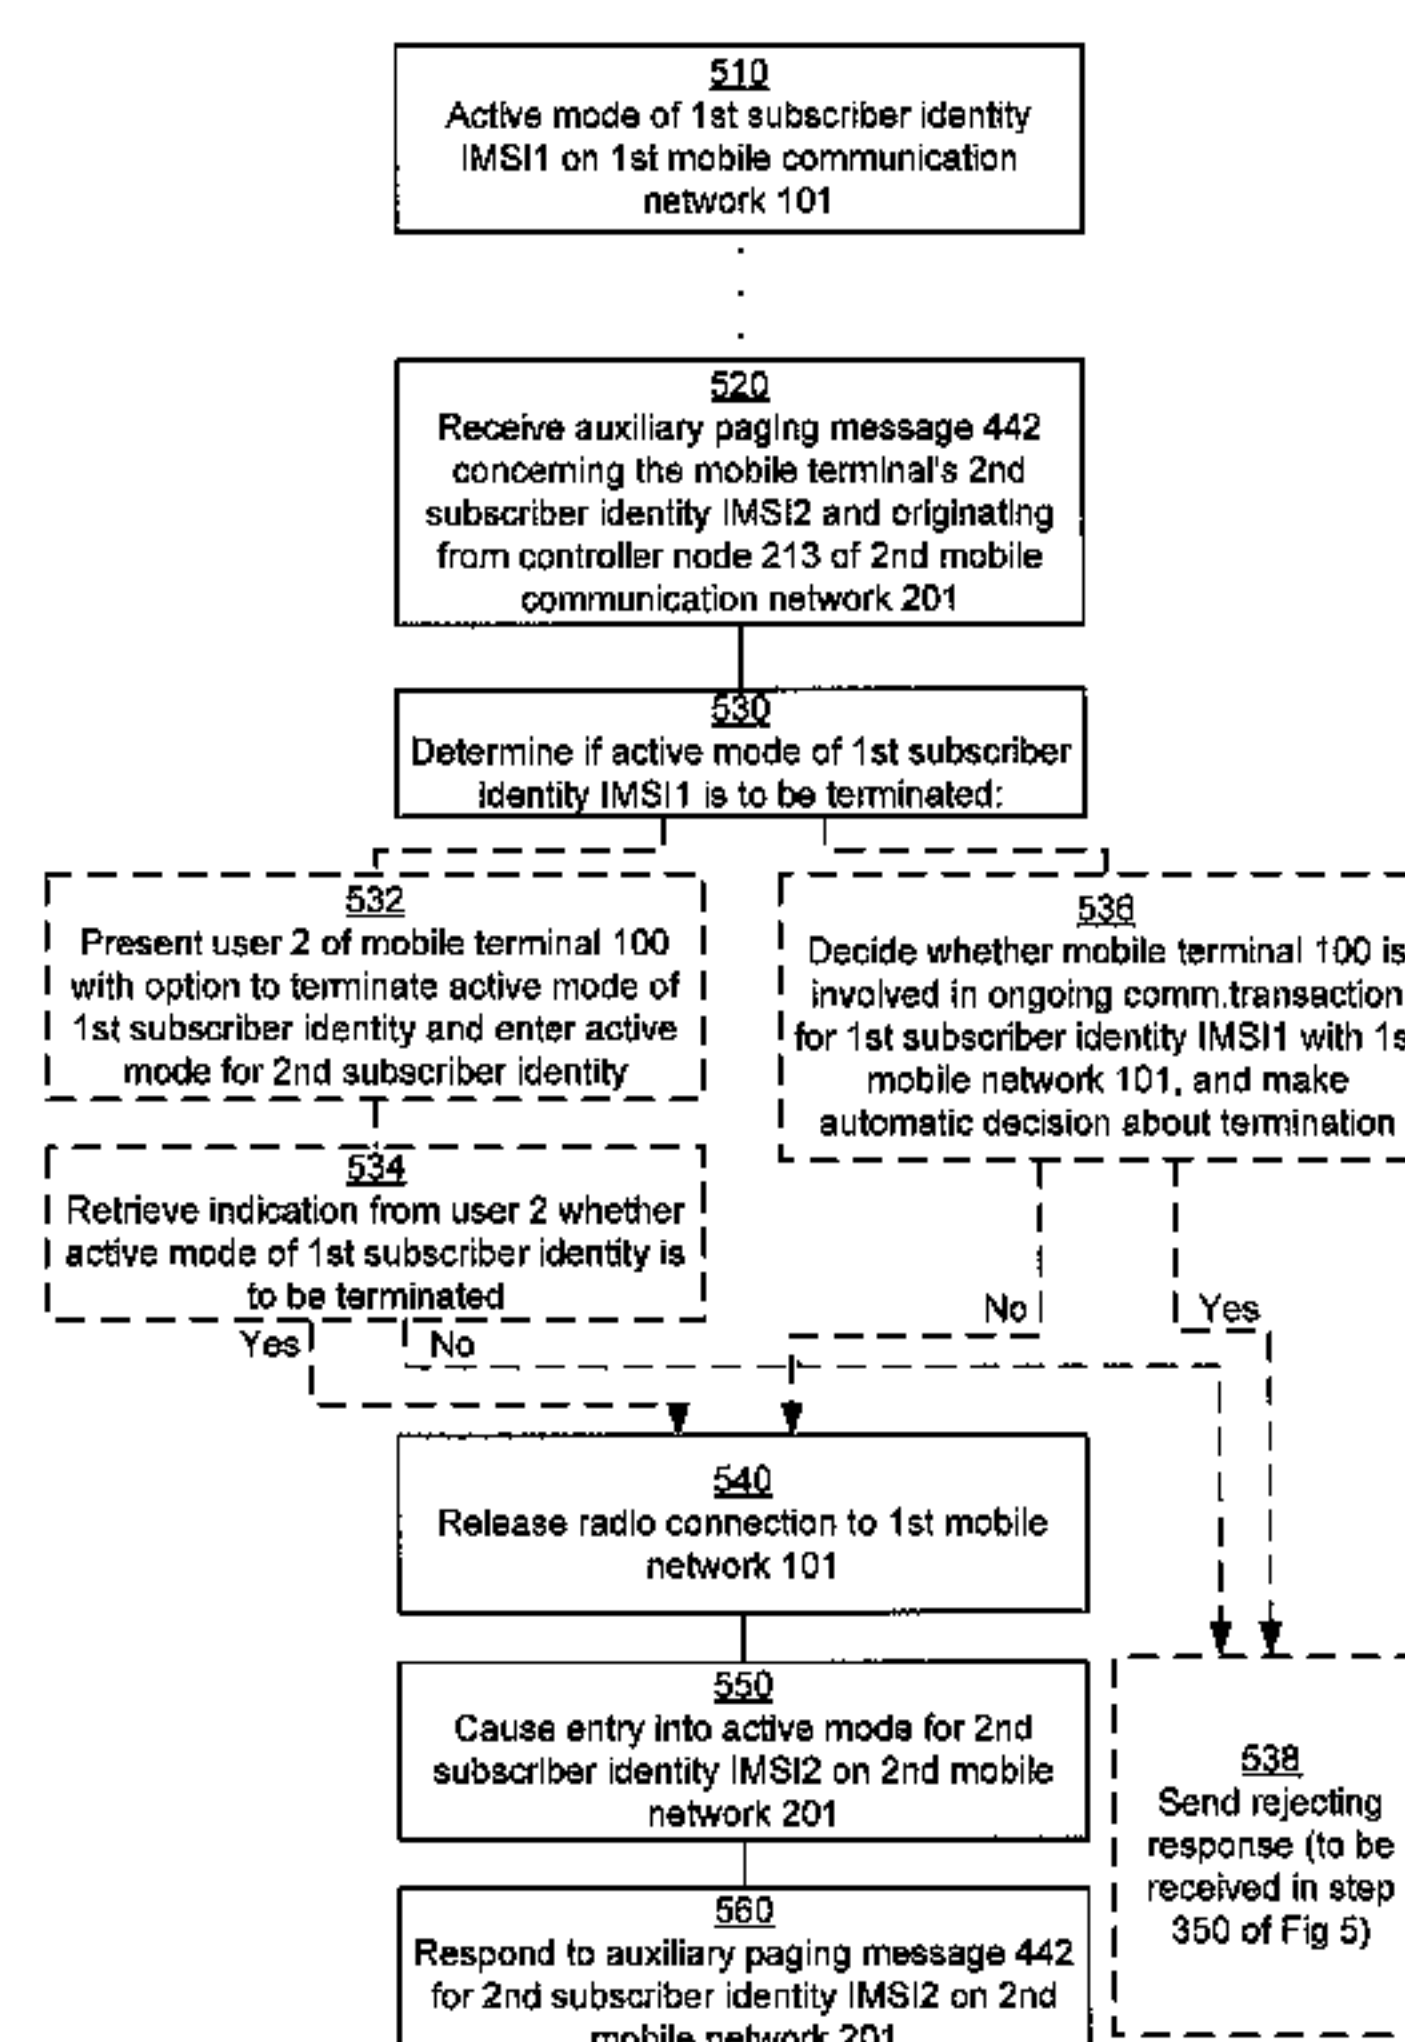 510
Active mode of 1st subscriber identity
IMSI1 on 1st mobile communication
network 101
520
Receive auxiliary paging message 442
concerning the mobile terminal's 2nd
subscriber identity IMSI2 and originating
from controller node 213 of 2nd mobile
communication network 201
530
Determine if active mode of 1st subscriber
identity IMSI1 is to be terminated:
532
Present user 2 of mobile terminal 100
with option to terminate active mode of
1st subscriber identity and enter active
mode for 2nd subscriber identity
536
Decide whether mobile terminal 100 is
involved in ongoing comm.transaction
for 1st subscriber identity IMSI1 with 1s
mobile network 101, and make
automatic decision about termination
534
Retrieve indication from user 2 whether
active mode of 1st subscriber identity is
to be terminated
No
Yes
Yes
No
540
Release radio connection to 1st mobile
network 101
550
Cause entry into active mode for 2nd
subscriber identity IMSI2 on 2nd mobile
network 201
538
Send rejecting
response (to be
received in step
350 of Fig 5)
560
Respond to auxiliary paging message 442
for 2nd subscriber identity IMSI2 on 2nd
mobile network 201